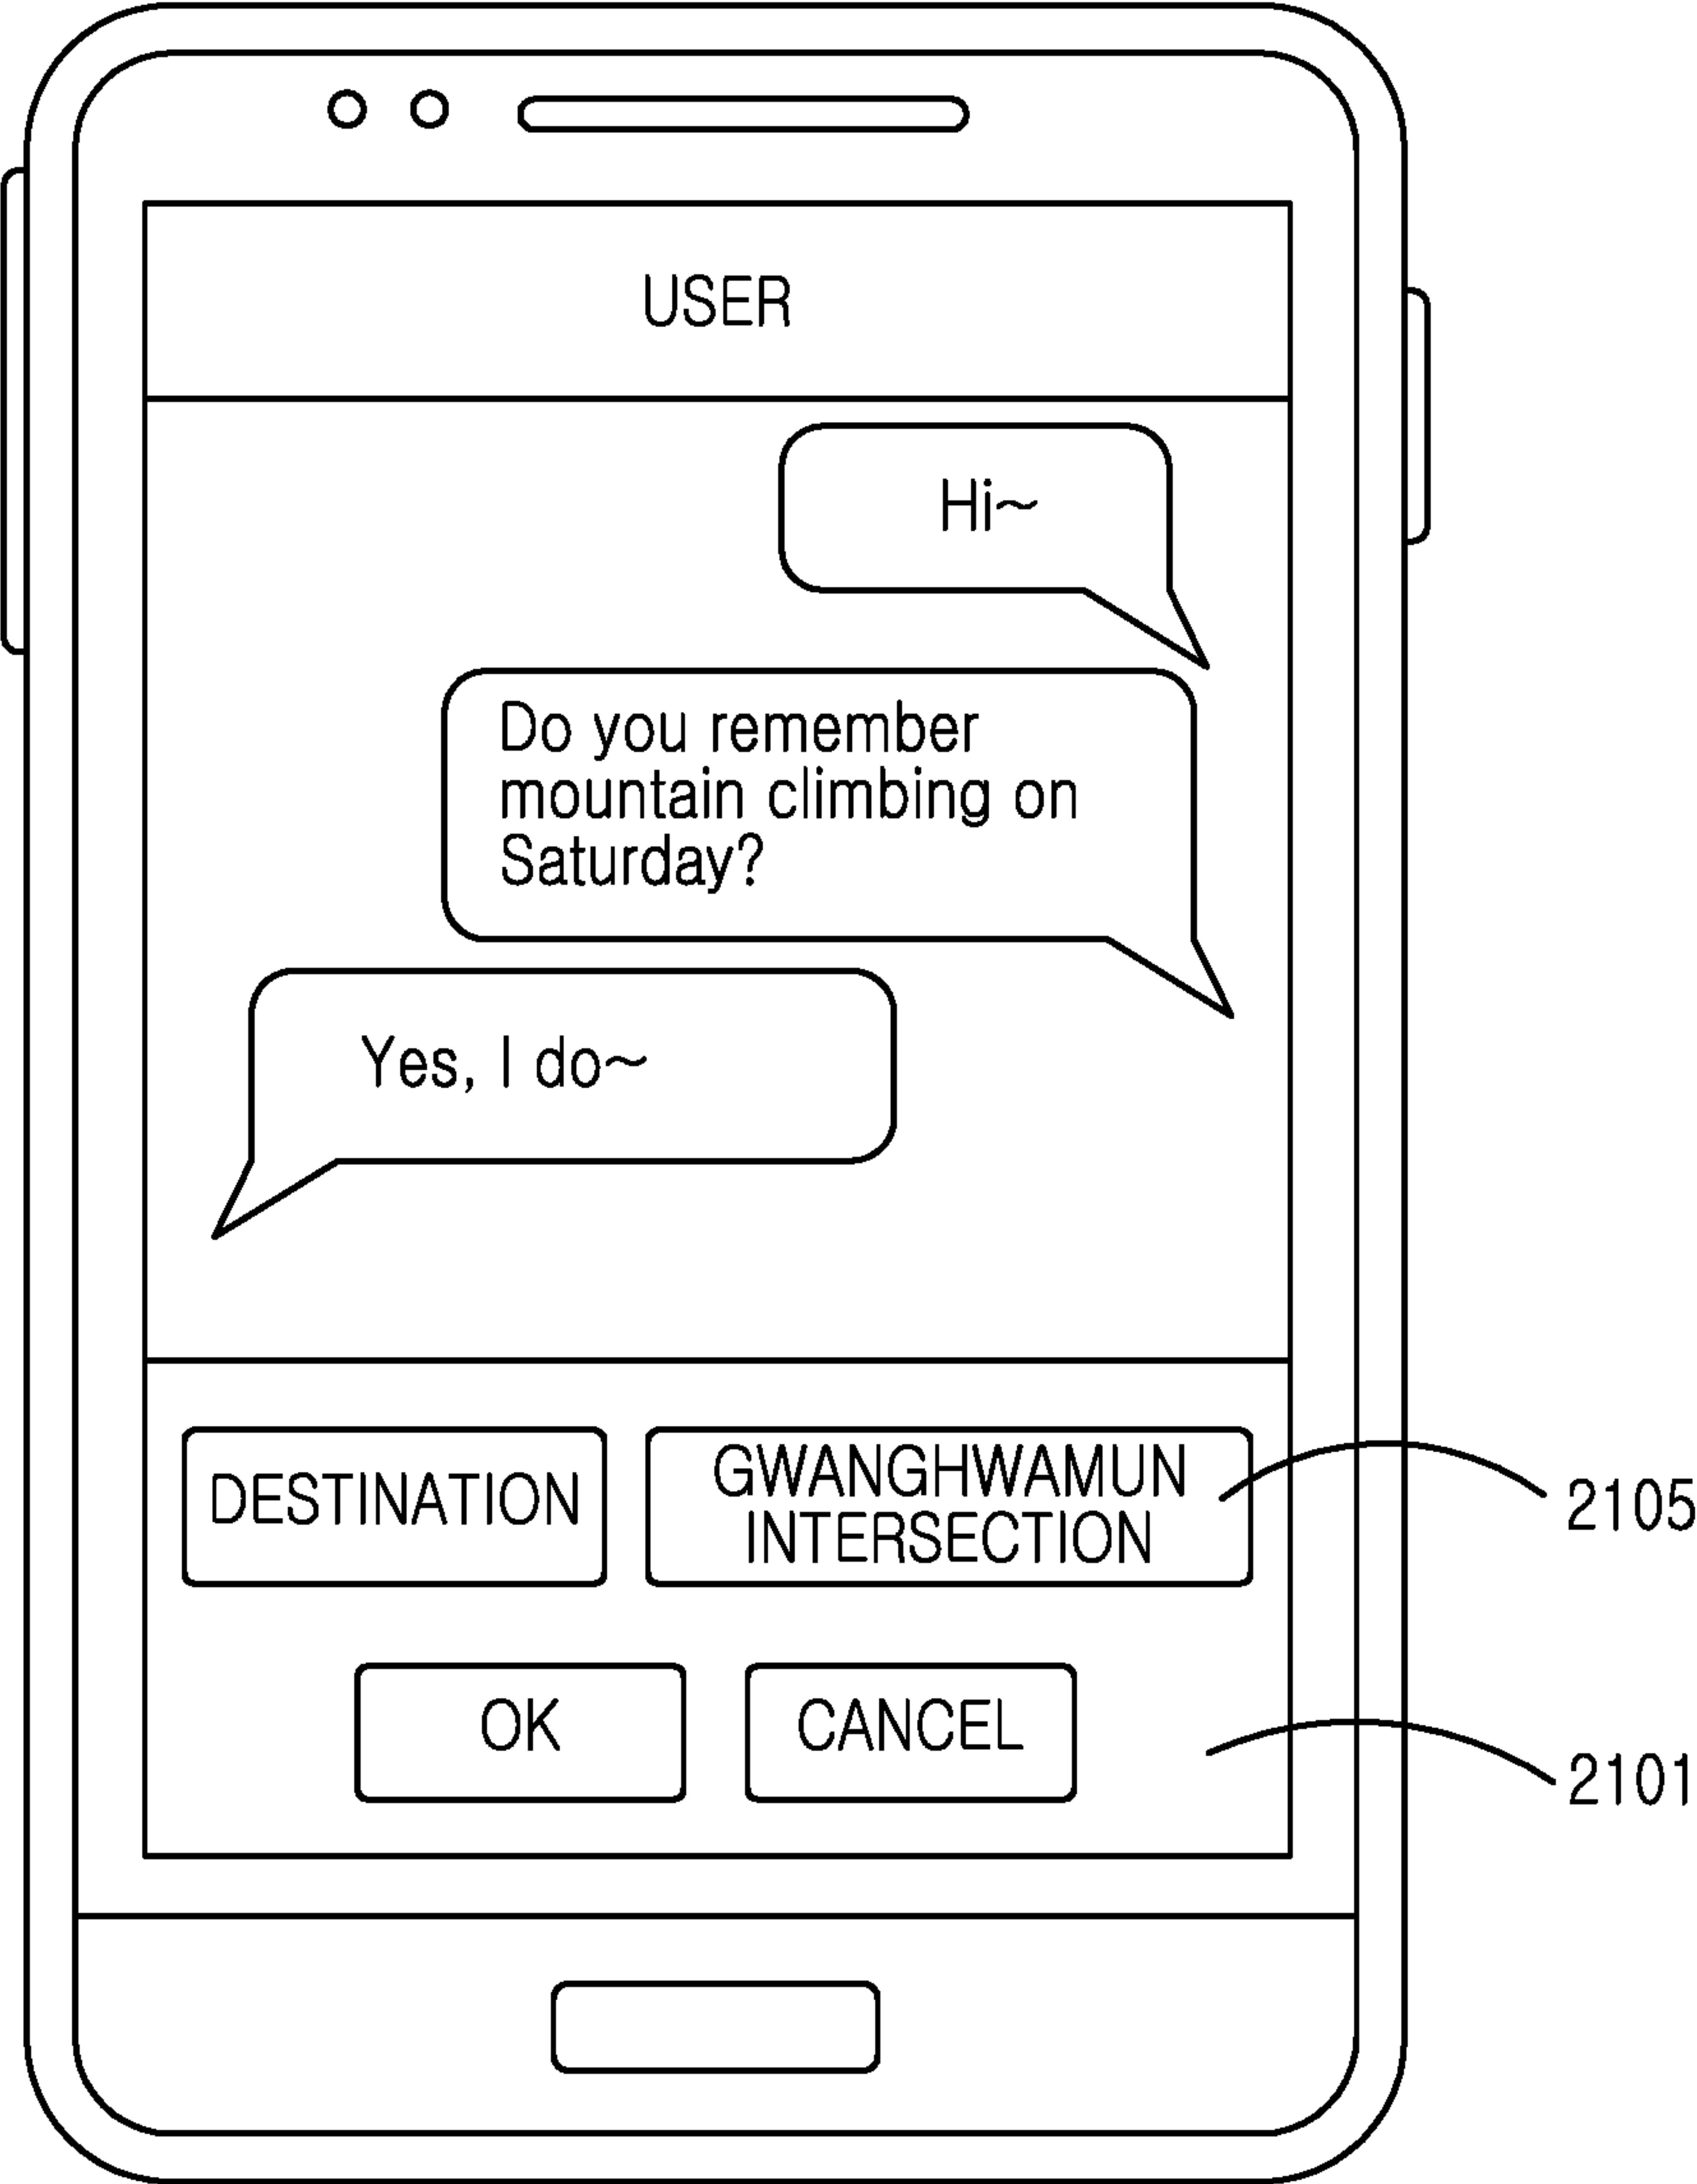 USER
Hi~
Do you remember
mountain climbing on
Saturday?
Yes, I do~
DESTINATION
GWANGHWAMUN
INTERSECTION
2105
OK
CANCEL
2101